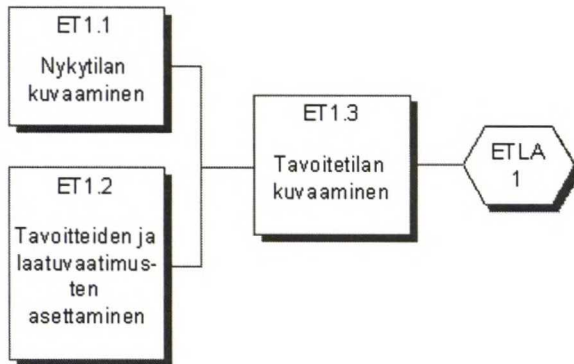 ET1.1
Nykytilan
kuvaaminen
ET1.2
Tavoitteiden ja
laatuvaatimus-
ten
asettaminen
ET1.3
Tavoitetilan
kuvaaminen
ETLA
1